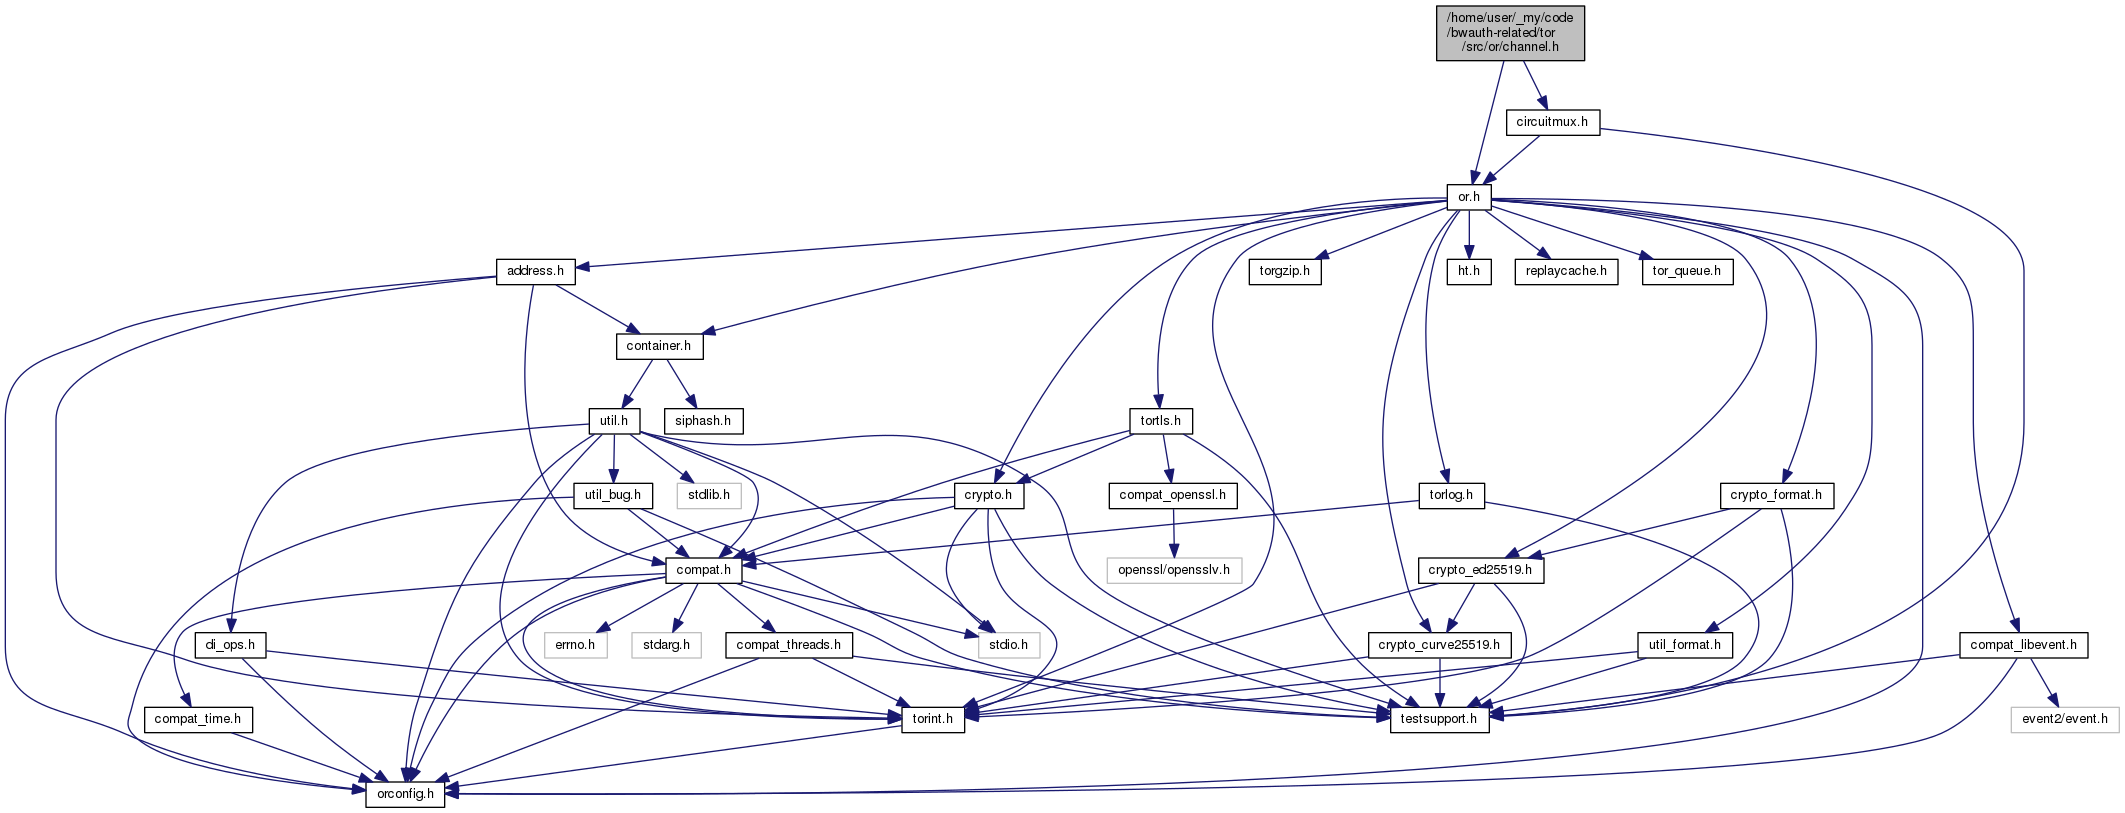 /home/user/_my/code
/bwauth-related/tor
/src/or/channel.h
circuitmux.h
or.h
address.h
torgzip.h
ht.h
replaycache.h
tor_queue.h
container.h
util.h
siphash.h
tortls.h
util_bug.h
stdlib.h
crypto.h
compat_openssl.h
torlog.h
crypto_format.h
compat.h
openssl/opensslv.h
crypto_ed25519.h
di_ops.h
errno.h
stdarg.h
compat_threads.h
stdio.h
crypto_curve25519.h
util_format.h
compat_libevent.h
compat_time.h
torint.h
testsupport.h
event2/event.h
orconfig.h